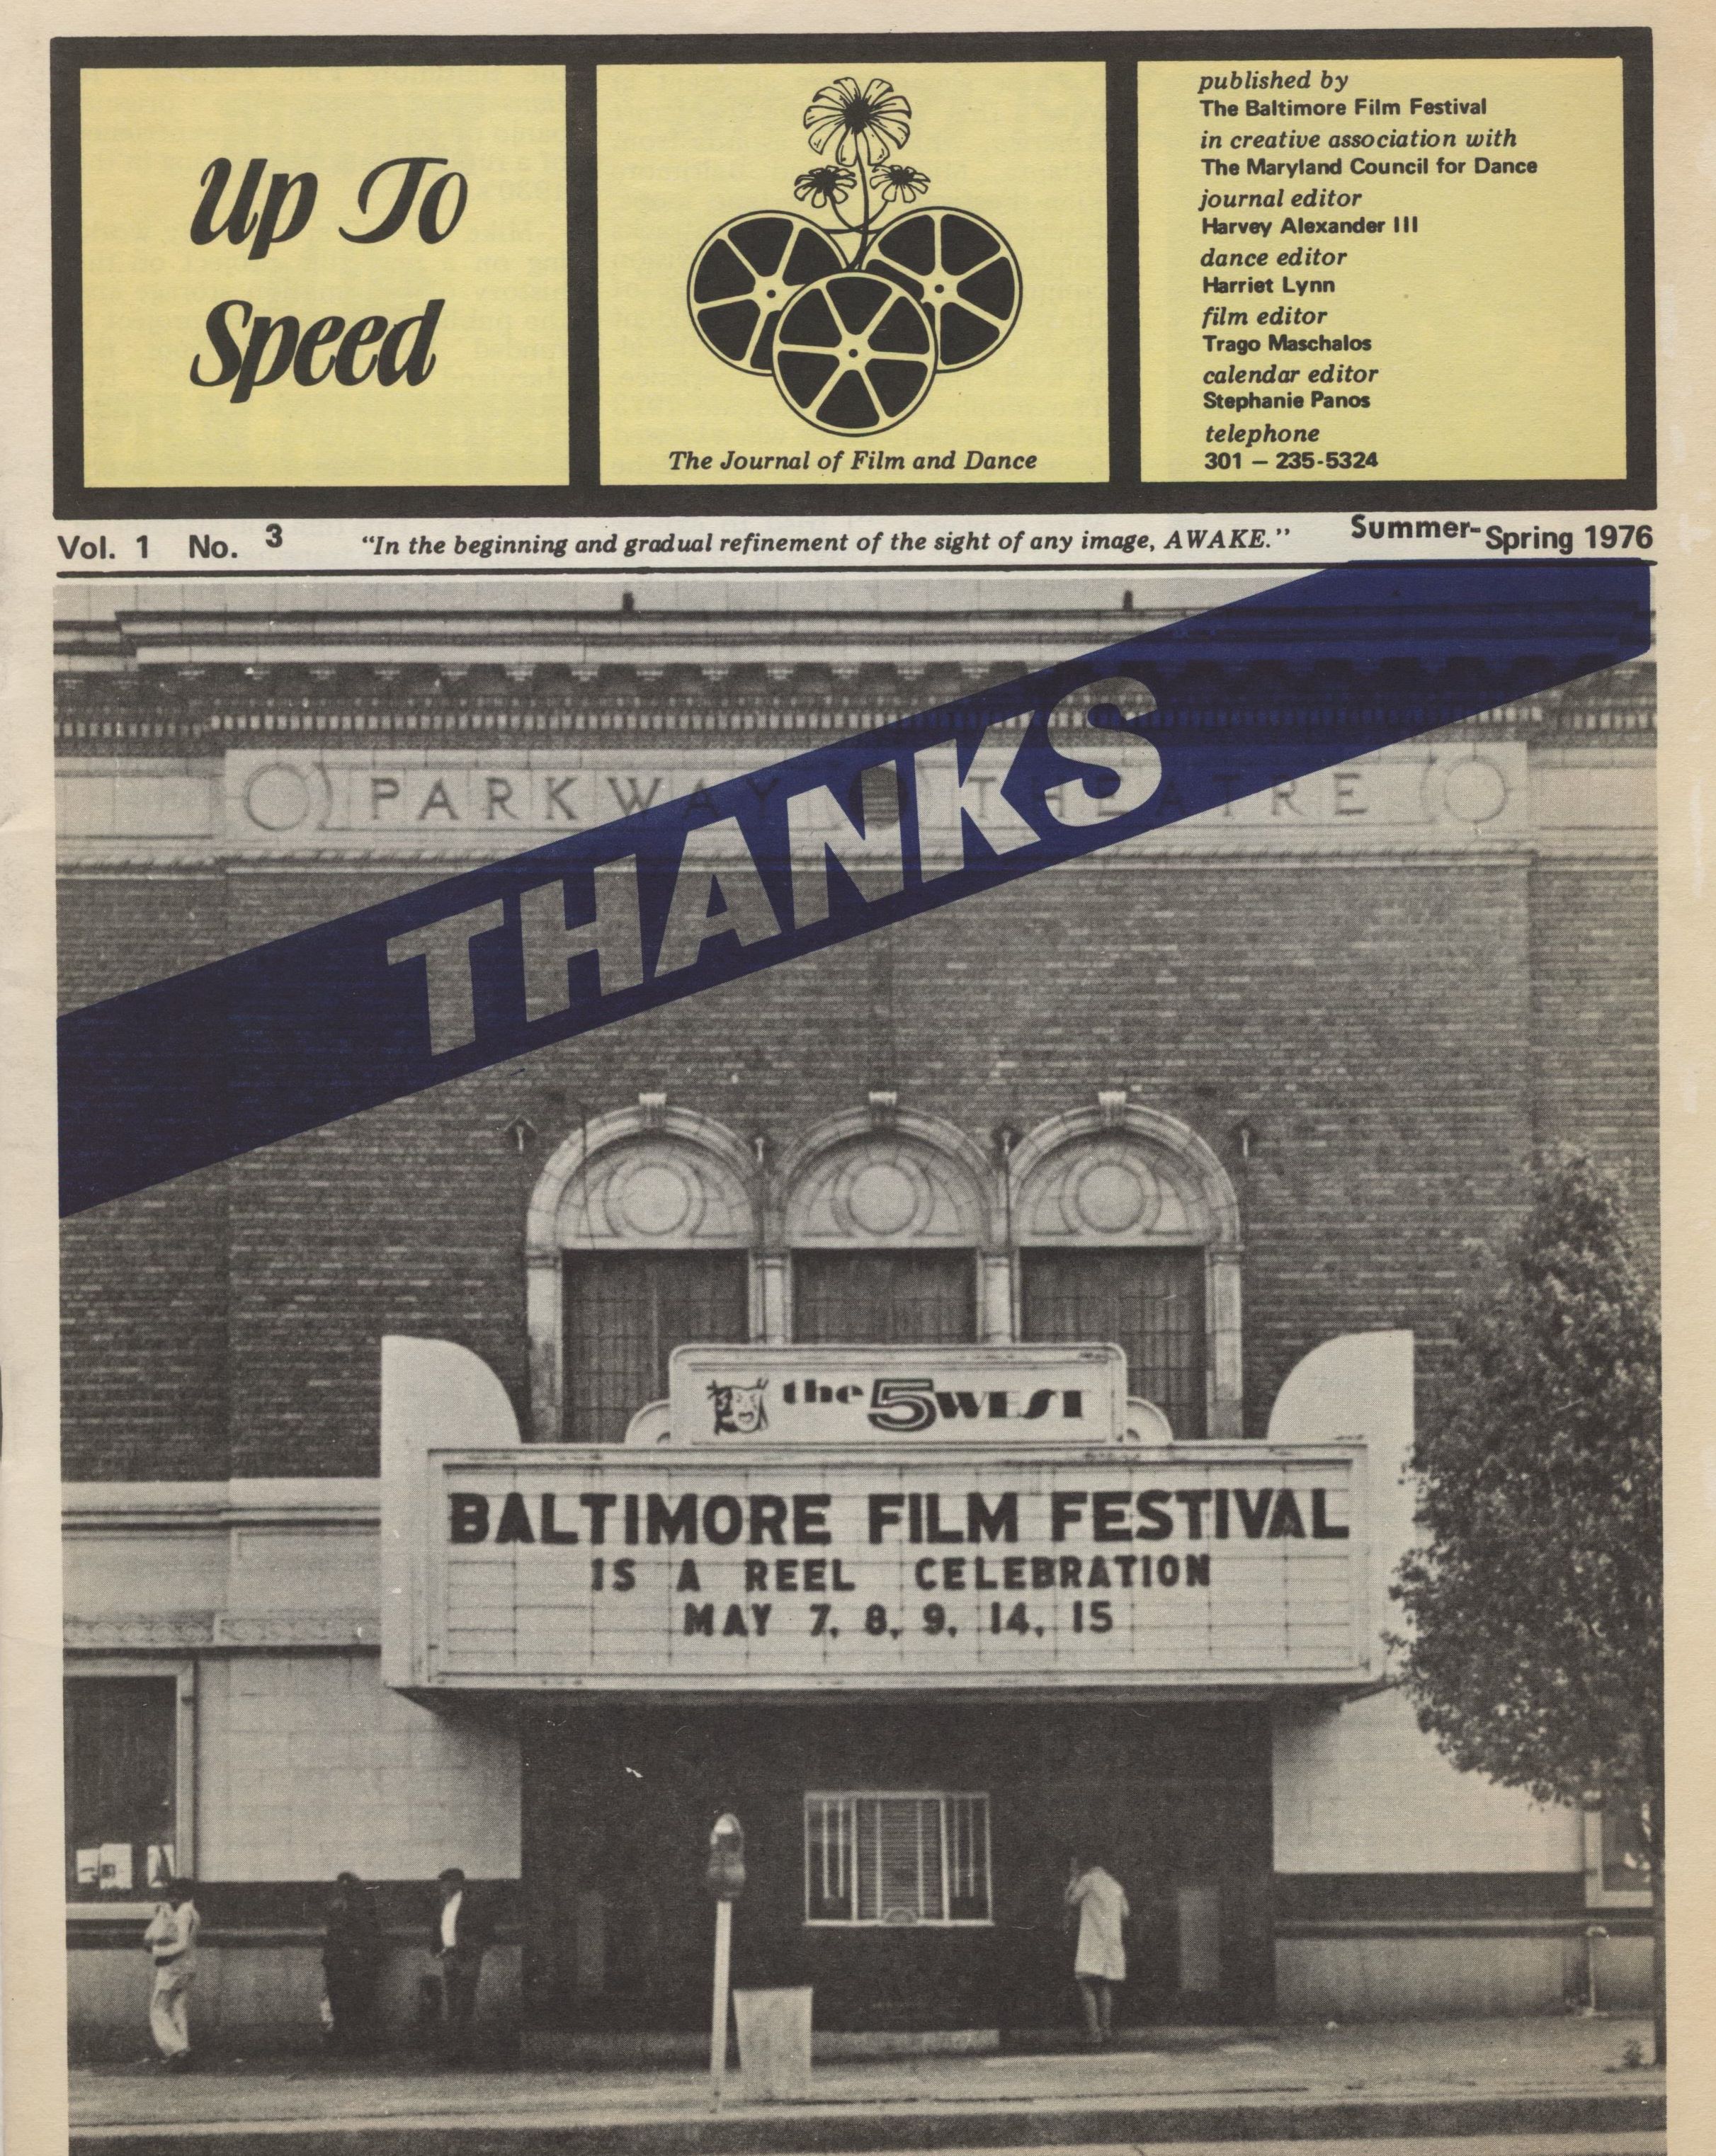 Up To
Speed
The Journal of Film and Dance
published by
The Baltimore Film Festival
in creative association with
The Maryland Council for Dance
journal editor
Harvey Alexander III
dance editor
Harriet Lynn
film editor
Trago Maschalos
calendar editor
Stephanie Panos
telephone
301 — 235-5324
Vol. 1 No. 3 “In the beginning and gradual refinement of the sight of any image, AWAKE.” Summer-Spring 1976
THANKS
PARKWAY THEATRE
the 5 WEST
BALTIMORE FILM FESTIVAL
IS A REEL CELEBRATION
MAY 7, 8, 9, 14, 15